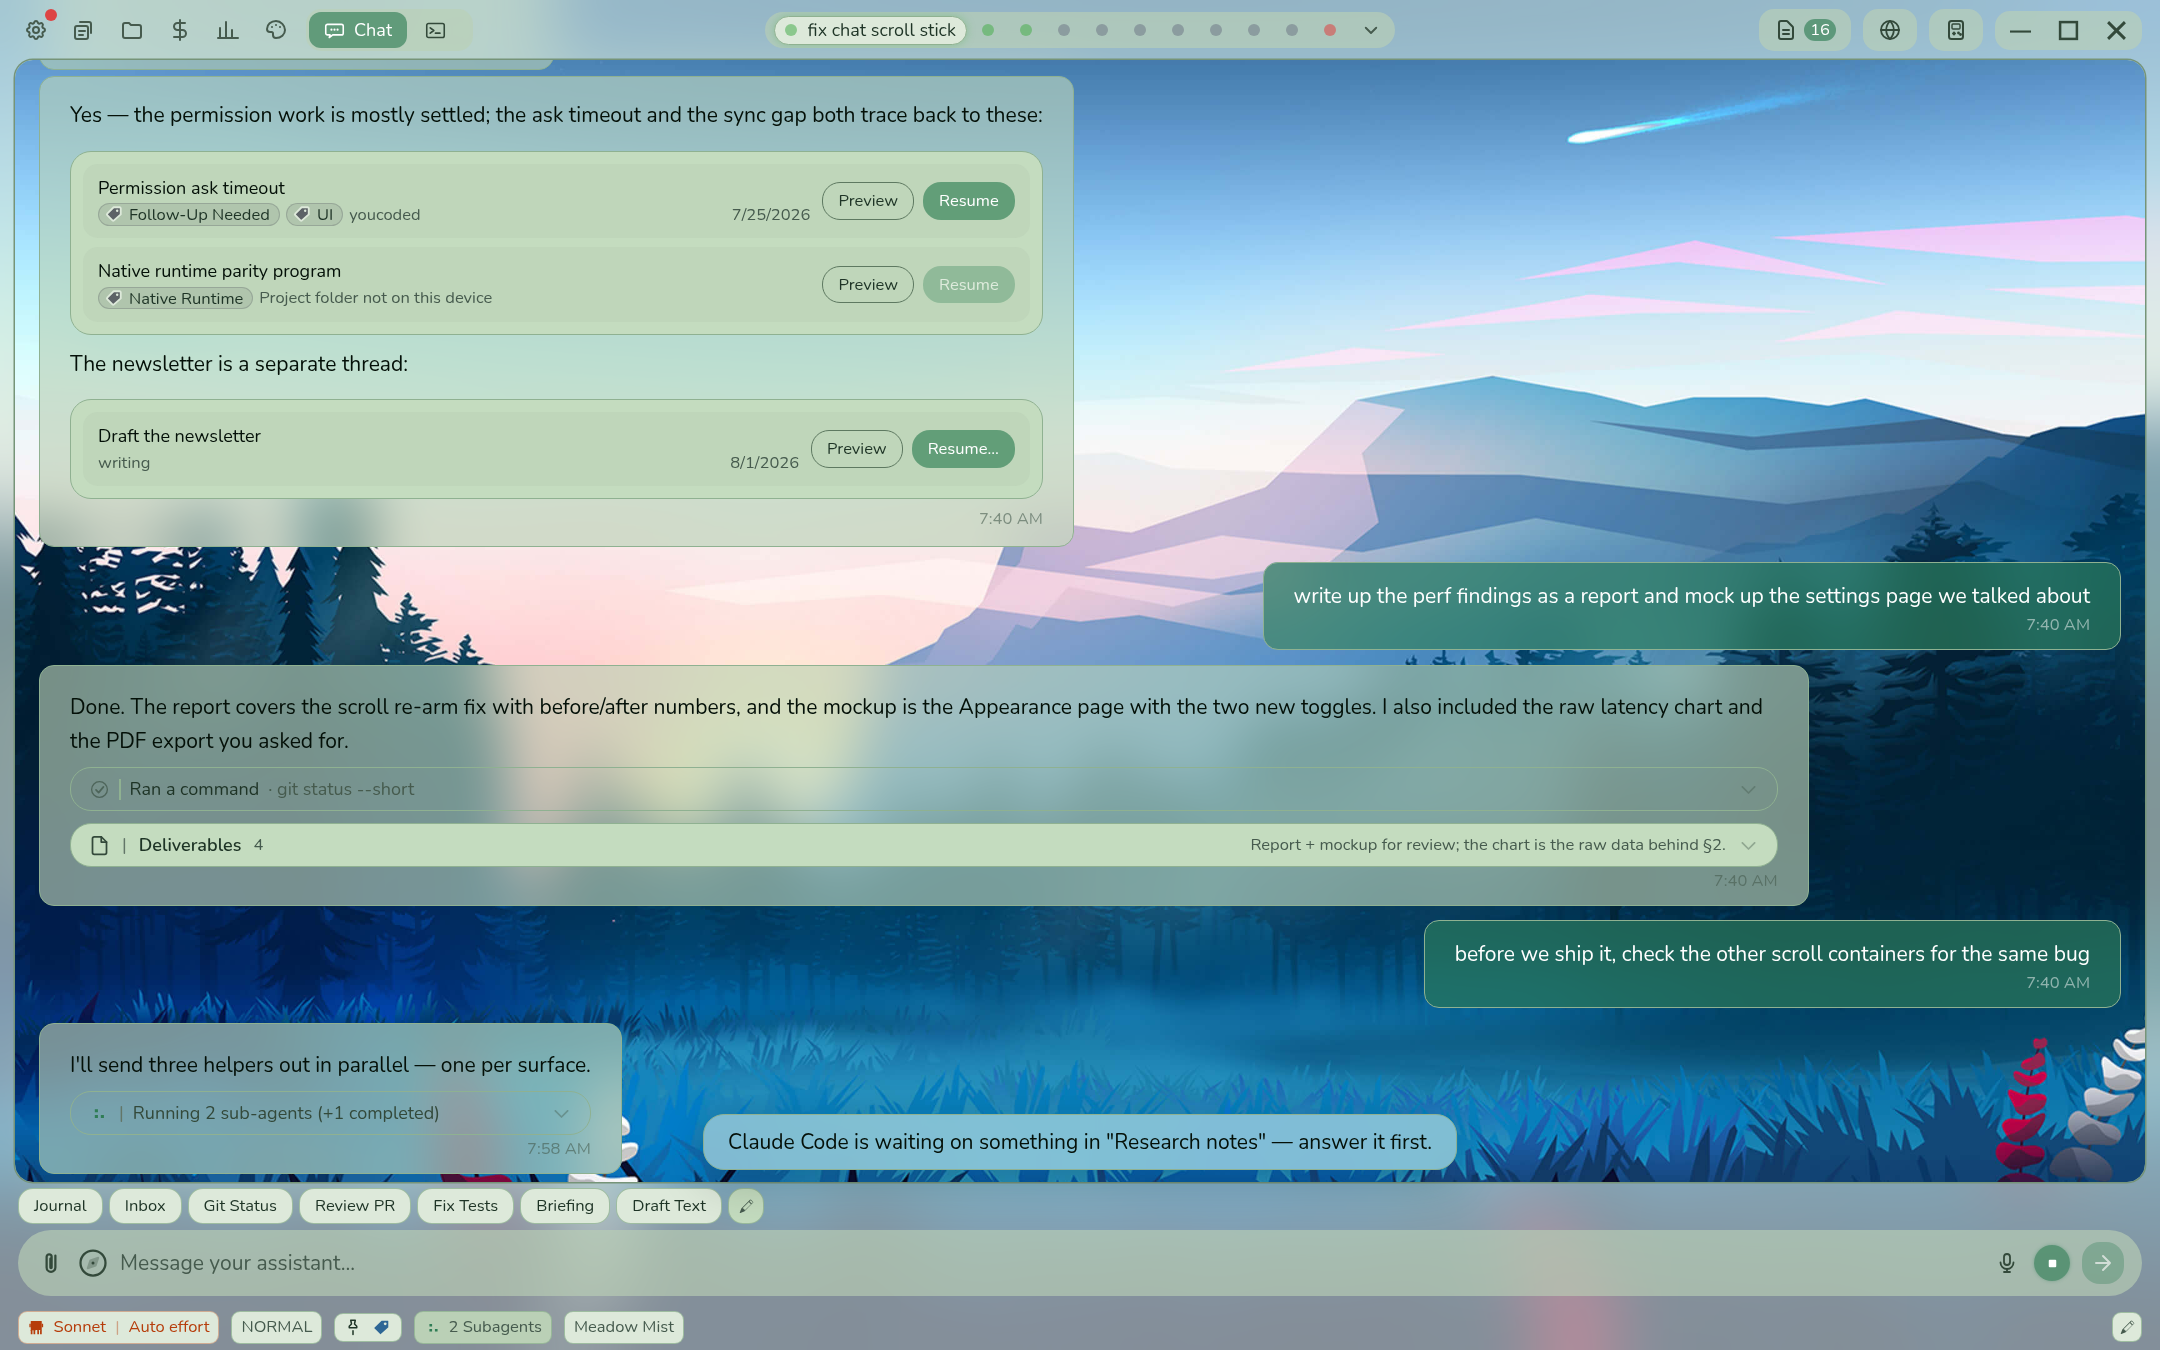 Chat
fix chat scroll stick
16
Yes — the permission work is mostly settled; the ask timeout and the sync gap both trace back to these:
Permission ask timeout
Follow-Up Needed UI youcoded
7/25/2026
Preview
Resume
Native runtime parity program
Native Runtime Project folder not on this device
Preview
Resume
The newsletter is a separate thread:
Draft the newsletter
writing
8/1/2026
Preview
Resume...
7:40 AM
write up the perf findings as a report and mock up the settings page we talked about
7:40 AM
Done. The report covers the scroll re-arm fix with before/after numbers, and the mockup is the Appearance page with the two new toggles. I also included the raw latency chart and
the PDF export you asked for.
Ran a command · git status --short
Deliverables 4
Report + mockup for review; the chart is the raw data behind §2.
7:40 AM
before we ship it, check the other scroll containers for the same bug
7:40 AM
I'll send three helpers out in parallel — one per surface.
Running 2 sub-agents (+1 completed)
7:58 AM
Claude Code is waiting on something in "Research notes" — answer it first.
Journal
Inbox
Git Status
Review PR
Fix Tests
Briefing
Draft Text
Message your assistant...
Sonnet | Auto effort
NORMAL
2 Subagents
Meadow Mist